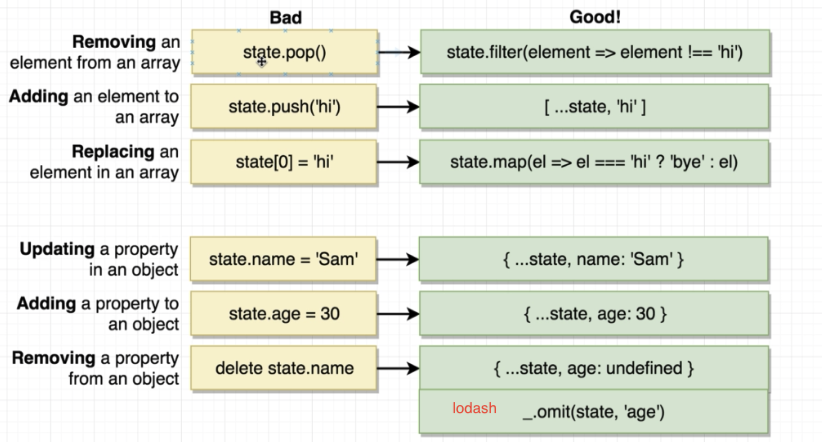 Bad Good!
Removing an
element from an array
state.pop() state.filter(element => element !== 'hi')
Adding an element to
an array
state.push('hi') [ ...state, 'hi' ]
Replacing an
element in an array
state[0] = 'hi' state.map(el => el === 'hi' ? 'bye' : el)
Updating a property
in an object
state.name = 'Sam' { ...state, name: 'Sam' }
Adding a property to
an object
state.age = 30 { ...state, age: 30 }
Removing a property
from an object
delete state.name { ...state, age: undefined }
lodash _.omit(state, 'age')